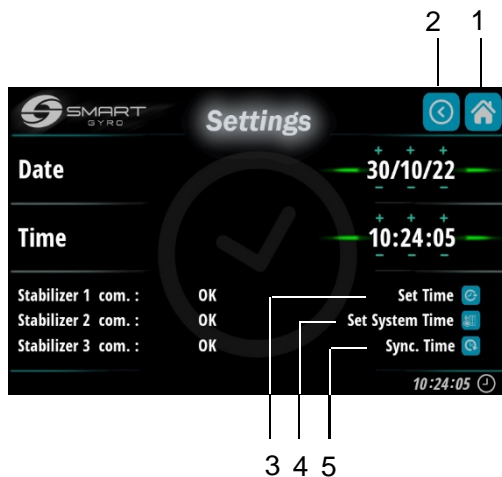 2 1
SMART
GYRO
Settings
+ + +
Date 30/10/22
- - -
+ + +
Time 10:24:05
- - -
Stabilizer 1 com. : OK Set Time
Stabilizer 2 com. : OK Set System Time
Stabilizer 3 com. : OK Sync. Time
10:24:05
3 4 5